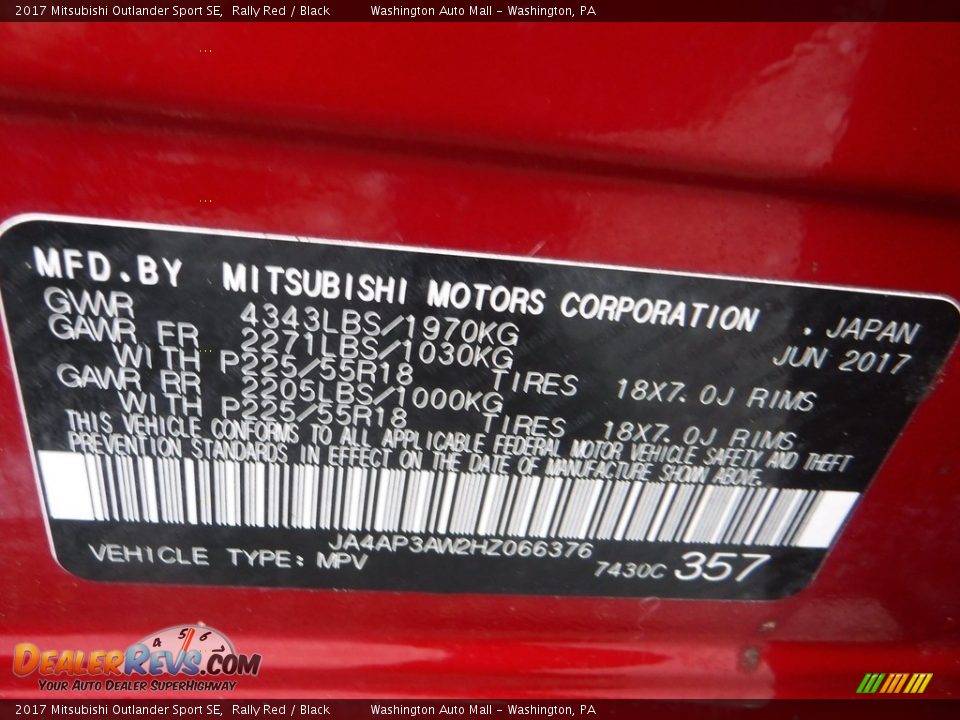 2017 Mitsubishi Outlander Sport SE, Rally Red / Black Washington Auto Mall - Washington, PA
MFD.BY MITSUBISHI MOTORS CORPORATION . JAPAN
GVWR 4343LBS/1970KG JUN 2017
GAWR FR 2271LBS/1030KG
WITH P225/55R18 TIRES 18X7.0J RIMS
GAWR RR 2205LBS/1000KG
WITH P225/55R18 TIRES 18X7.0J RIMS
THIS VEHICLE CONFORMS TO ALL APPLICABLE FEDERAL MOTOR VEHICLE SAFETY AND THEFT
PREVENTION STANDARDS IN EFFECT ON THE DATE OF MANUFACTURE SHOWN ABOVE.
JA4AP3AW2HZ066376
VEHICLE TYPE: MPV 7430C 357
4 5 6
DEALERREVS.COM
YOUR AUTO DEALER SUPERHIGHWAY
2017 Mitsubishi Outlander Sport SE, Rally Red / Black Washington Auto Mall - Washington, PA